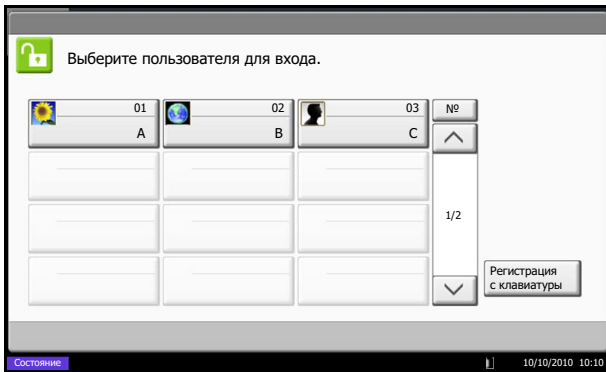 Выберите пользователя для входа.
01 02 03 №
A B C
1/2
Регистрация
с клавиатуры
Состояние 10/10/2010 10:10